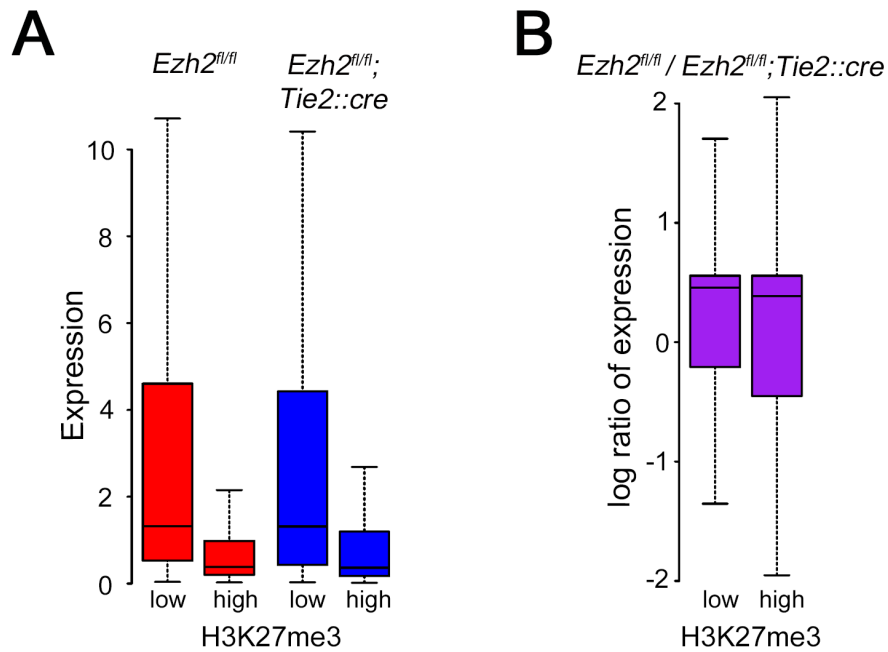 A
Ezh2fl/fl
Ezh2fl/fl;
Tie2::cre
Expression
10
8
6
4
2
0
low
high
low
high
H3K27me3
B
Ezh2fl/fl / Ezh2fl/fl;Tie2::cre
log ratio of expression
2
1
0
-1
-2
low
high
H3K27me3